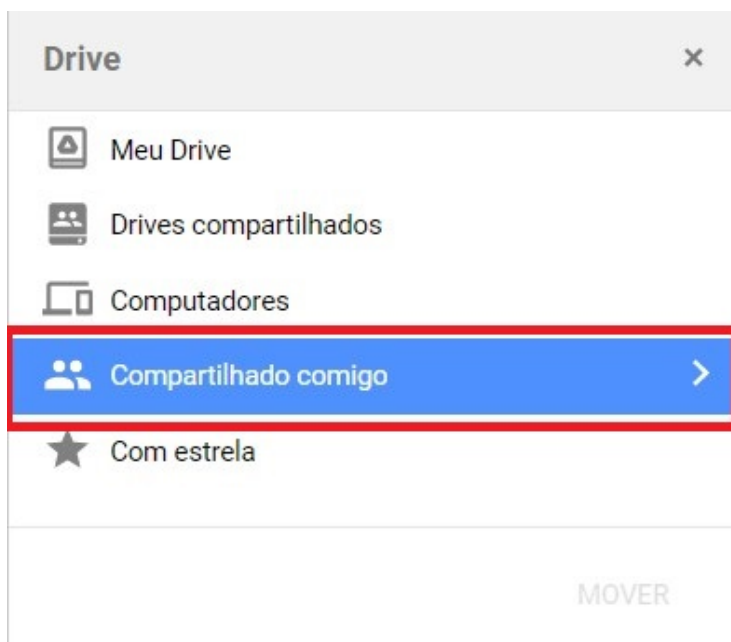 Drive
Meu Drive
Drives compartilhados
Computadores
Compartilhado comigo
Com estrela
MOVER